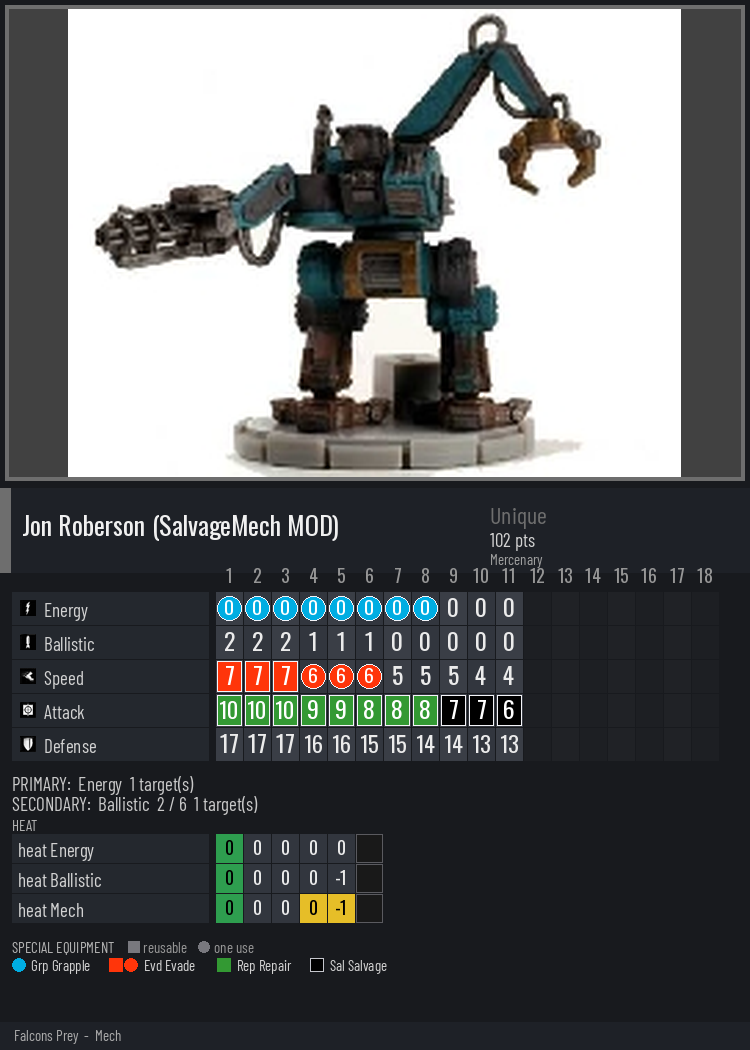 Jon Roberson (SalvageMech MOD)
Unique
102 pts
Mercenary
1 2 3 4 5 6 7 8 9 10 11 12 13 14 15 16 17 18
Energy 0 0 0 0 0 0 0 0 0 0 0
Ballistic 2 2 2 1 1 1 0 0 0 0 0
Speed 7 7 7 6 6 6 5 5 5 4 4
Attack 10 10 10 9 9 8 8 8 7 7 6
Defense 17 17 17 16 16 15 15 14 14 13 13
PRIMARY: Energy 1 target(s)
SECONDARY: Ballistic 2 / 6 1 target(s)
HEAT
heat Energy 0 0 0 0 0
heat Ballistic 0 0 0 0 -1
heat Mech 0 0 0 0 -1
SPECIAL EQUIPMENT reusable one use
Grp Grapple Evd Evade Rep Repair Sal Salvage
Falcons Prey - Mech